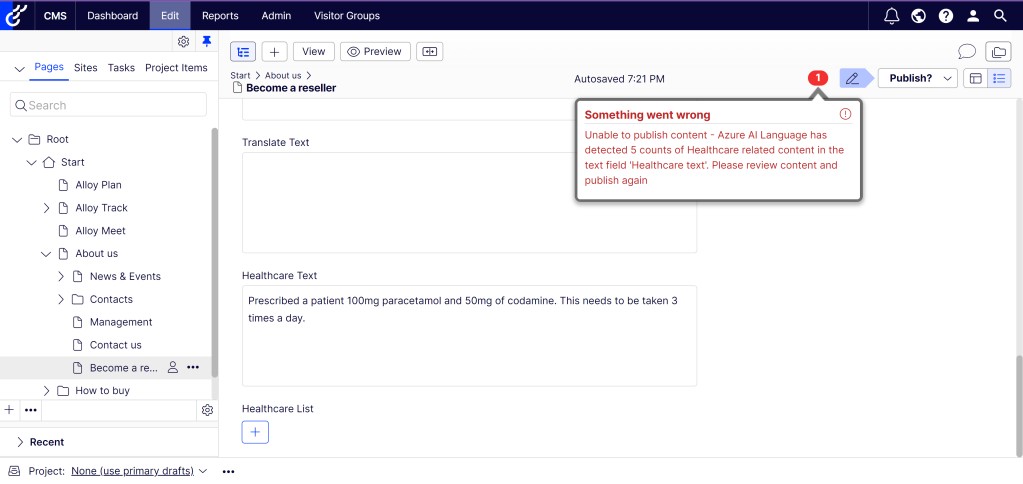 CMS Dashboard Edit Reports Admin Visitor Groups
Pages Sites Tasks Project Items
Search
Root
Start
Alloy Plan
Alloy Track
Alloy Meet
About us
News & Events
Contacts
Management
Contact us
Become a re...
How to buy
Recent
View Preview
Start > About us >
Become a reseller
Autosaved 7:21 PM
1
Publish?
Something went wrong
Unable to publish content - Azure AI Language has
detected 5 counts of Healthcare related content in the
text field 'Healthcare text'. Please review content and
publish again
Translate Text
Healthcare Text
Prescribed a patient 100mg paracetamol and 50mg of codamine. This needs to be taken 3
times a day.
Healthcare List
Project: None (use primary drafts)